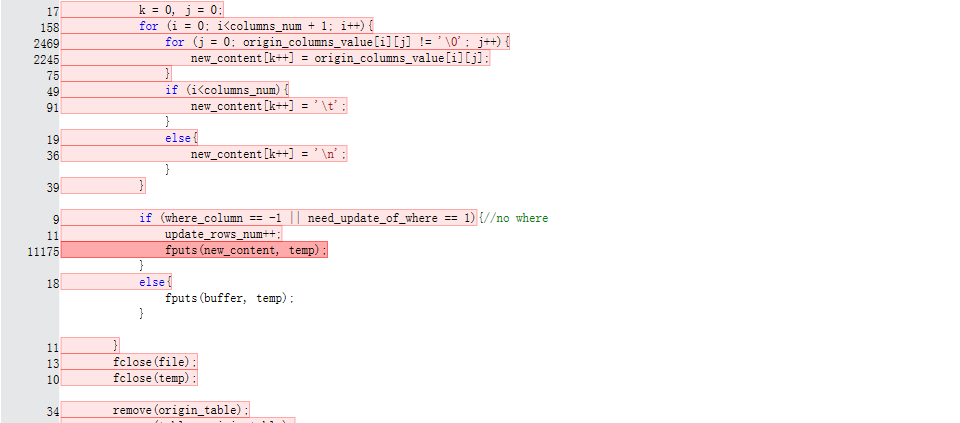 17 k = 0, j = 0;
158 for (i = 0; i<columns_num + 1; i++){
2469 for (j = 0; origin_columns_value[i][j] != '\0'; j++){
2245 new_content[k++] = origin_columns_value[i][j];
75 }
49 if (i<columns_num){
91 new_content[k++] = '\t';
}
19 else{
36 new_content[k++] = '\n';
}
39 }
9 if (where_column == -1 || need_update_of_where == 1){//no where
11 update_rows_num++;
11175 fputs(new_content, temp);
}
18 else{
fputs(buffer, temp);
}
11 }
13 fclose(file);
10 fclose(temp);
34 remove(origin_table);